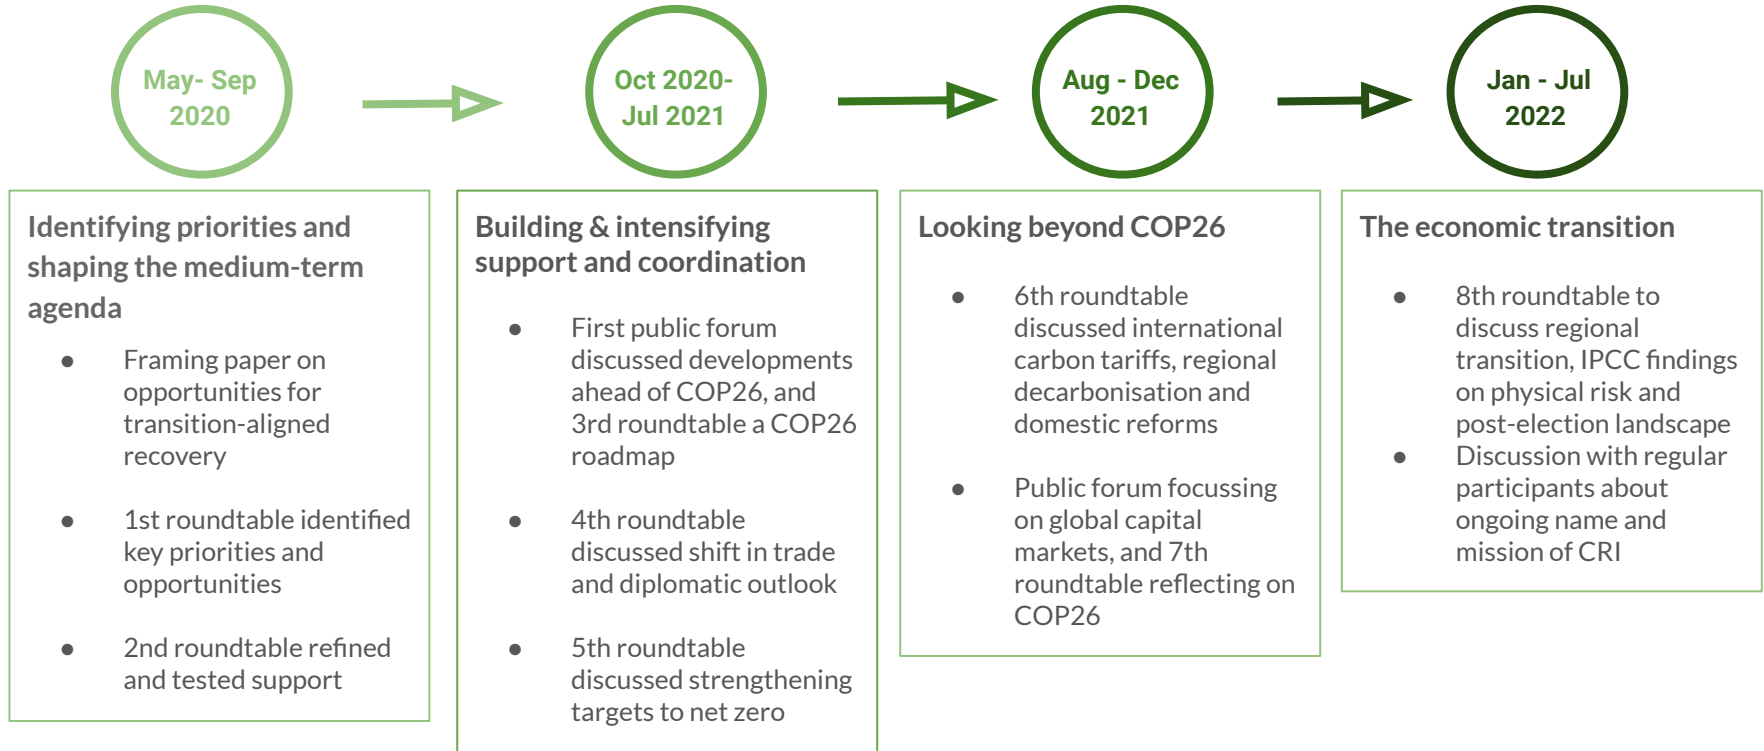 May- Sep
2020
Oct 2020-
Jul 2021
Aug - Dec
2021
Jan - Jul
2022
Identifying priorities and
shaping the medium-term
agenda
● Framing paper on
opportunities for
transition-aligned
recovery
● 1st roundtable identified
key priorities and
opportunities
● 2nd roundtable refined
and tested support
Building & intensifying
support and coordination
● First public forum
discussed developments
ahead of COP26, and
3rd roundtable a COP26
roadmap
● 4th roundtable
discussed shift in trade
and diplomatic outlook
● 5th roundtable
discussed strengthening
targets to net zero
Looking beyond COP26
● 6th roundtable
discussed international
carbon tariffs, regional
decarbonisation and
domestic reforms
● Public forum focussing
on global capital
markets, and 7th
roundtable reflecting on
COP26
The economic transition
● 8th roundtable to
discuss regional
transition, IPCC findings
on physical risk and
post-election landscape
● Discussion with regular
participants about
ongoing name and
mission of CRI